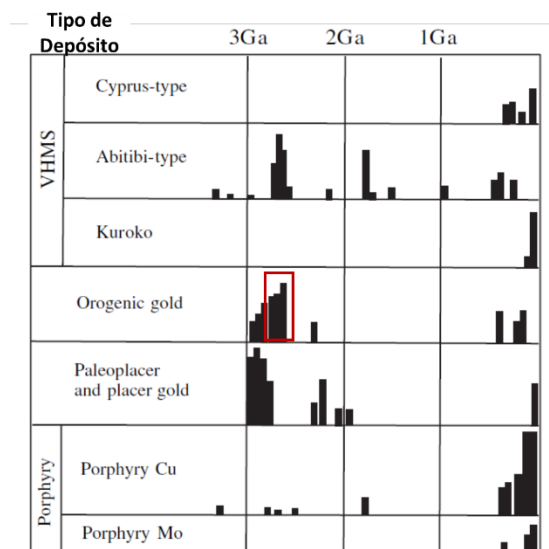 Tipo de
Depósito
3Ga 2Ga 1Ga
VHMS
Cyprus-type
Abitibi-type
Kuroko
Orogenic gold
Paleoplacer
and placer gold
Porphyry
Porphyry Cu
Porphyry Mo